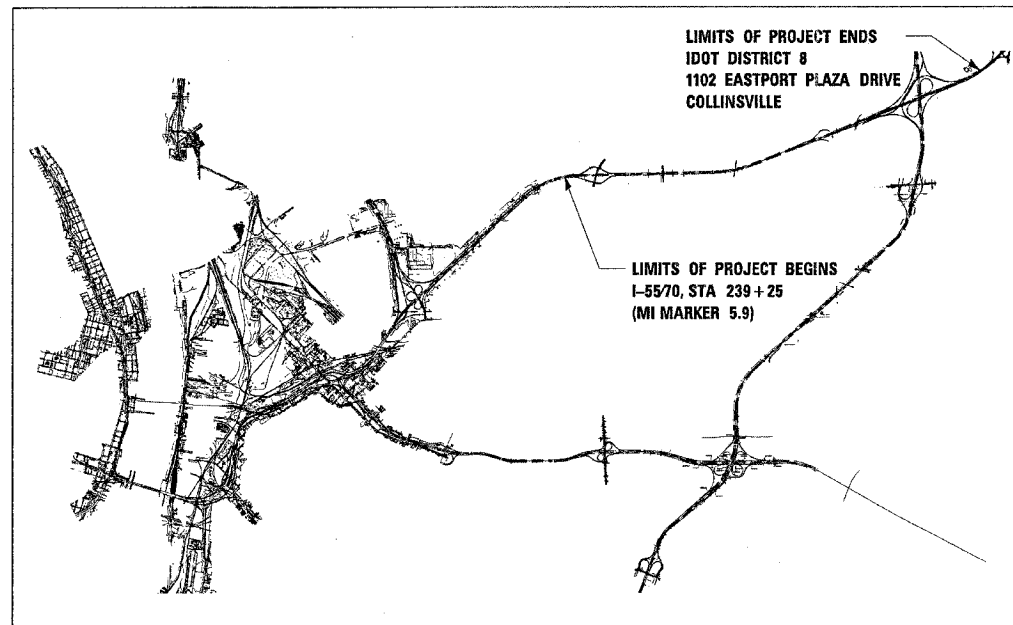 LIMITS OF PROJECT ENDS
IDOT DISTRICT 8
1102 EASTPORT PLAZA DRIVE
COLLINSVILLE
LIMITS OF PROJECT BEGINS
I-55/70, STA 239+25
(MI MARKER 5.9)